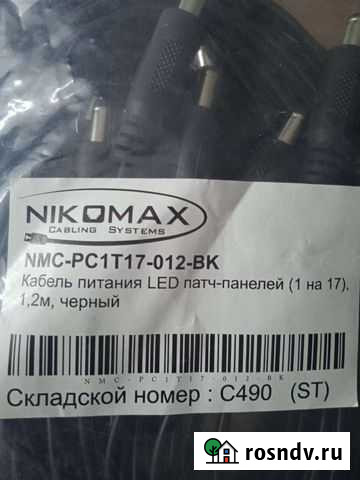 NIKOMAX
CABLING SYSTEMS
NMC-PC1T17-012-BK
Кабель питания LED патч-панелей (1 на 17),
1,2м, черный
NMC-PC1T17-012-BK
Складской номер : C490 (ST)
rosndv.ru